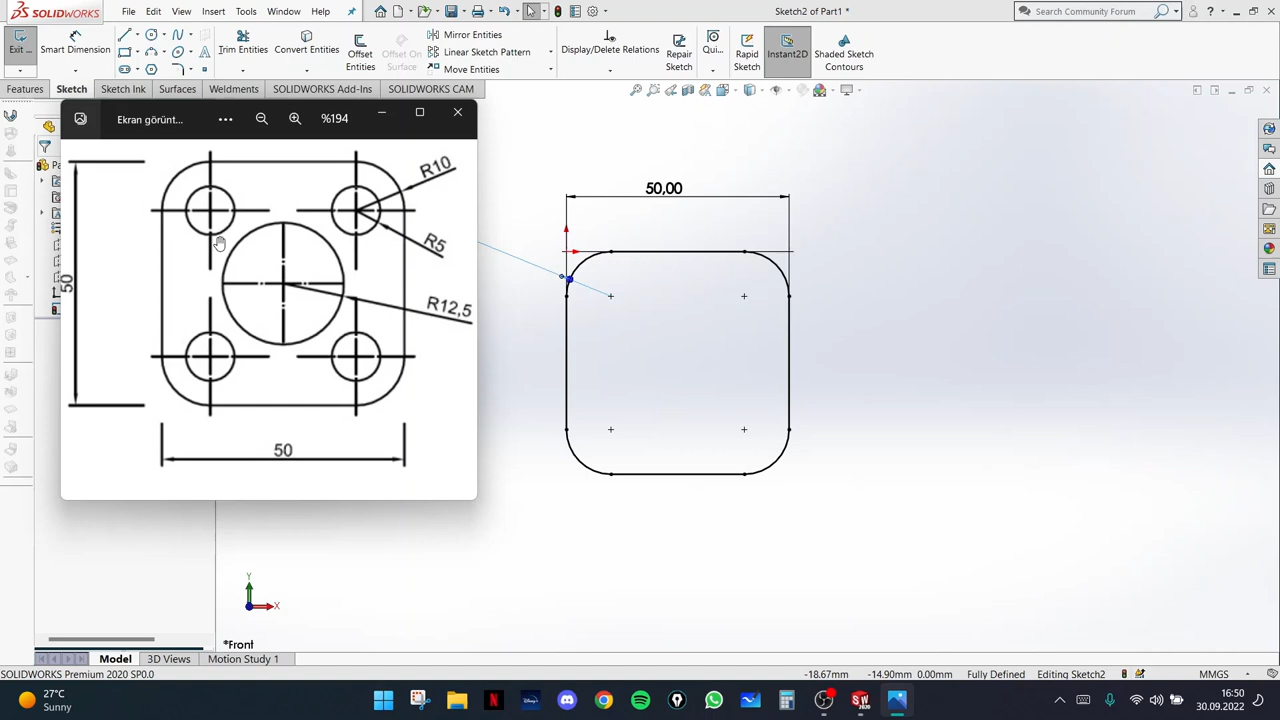 SOLIDWORKS File Edit View Insert Tools Window Help Sketch2 of Part1 * Search Community Forum
Exit ... Smart Dimension Trim Entities Convert Entities Offset Entities Offset On Surface Mirror Entities Display/Delete Relations Repair Sketch Qui... Rapid Sketch Instant2D Shaded Sketch Contours
Linear Sketch Pattern
Move Entities
Features Sketch Sketch Ink Surfaces Weldments SOLIDWORKS Add-Ins SOLIDWORKS CAM
Ekran görünt... ... %194
Pa
R10
50,00
R5
50
R12,5
50
Y
X
*Front
Model 3D Views Motion Study 1
SOLIDWORKS Premium 2020 SP0.0 -18.67mm -14.90mm 0.00mm Fully Defined Editing Sketch2 MMGS
27°C
Sunny
16:50
30.09.2022